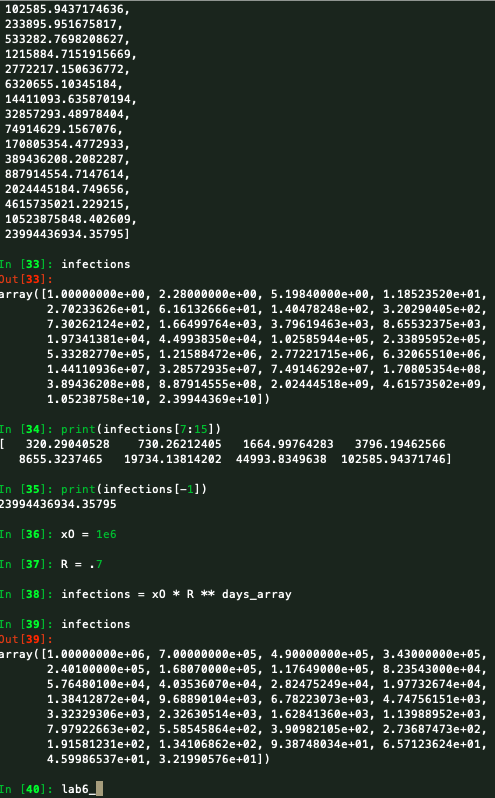 102585.9437174636,
233895.951675817,
533282.7698208627,
1215884.7151915669,
2772217.150636772,
6320655.10345184,
14411093.635870194,
32857293.48978404,
74914629.1567076,
170805354.4772933,
389436208.2082287,
887914554.7147614,
2024445184.749656,
4615735021.229215,
10523875848.402609,
23994436934.35795]
In [33]: infections
Out[33]:
array([1.00000000e+00, 2.28000000e+00, 5.19840000e+00, 1.18523520e+01,
2.70233626e+01, 6.16132666e+01, 1.40478248e+02, 3.20290405e+02,
7.30262124e+02, 1.66499764e+03, 3.79619463e+03, 8.65532375e+03,
1.97341381e+04, 4.49938350e+04, 1.02585944e+05, 2.33895952e+05,
5.33282770e+05, 1.21588472e+06, 2.77221715e+06, 6.32065510e+06,
1.44110936e+07, 3.28572935e+07, 7.49146292e+07, 1.70805354e+08,
3.89436208e+08, 8.87914555e+08, 2.02444518e+09, 4.61573502e+09,
1.05238758e+10, 2.39944369e+10])
In [34]: print(infections[7:15])
[ 320.29040528 730.26212405 1664.99764283 3796.19462566
8655.3237465 19734.13814202 44993.8349638 102585.94371746]
In [35]: print(infections[-1])
23994436934.35795
In [36]: x0 = 1e6
In [37]: R = .7
In [38]: infections = x0 * R ** days_array
In [39]: infections
Out[39]:
array([1.00000000e+06, 7.00000000e+05, 4.90000000e+05, 3.43000000e+05,
2.40100000e+05, 1.68070000e+05, 1.17649000e+05, 8.23543000e+04,
5.76480100e+04, 4.03536070e+04, 2.82475249e+04, 1.97732674e+04,
1.38412872e+04, 9.68890104e+03, 6.78223073e+03, 4.74756151e+03,
3.32329306e+03, 2.32630514e+03, 1.62841360e+03, 1.13988952e+03,
7.97922663e+02, 5.58545864e+02, 3.90982105e+02, 2.73687473e+02,
1.91581231e+02, 1.34106862e+02, 9.38748034e+01, 6.57123624e+01,
4.59986537e+01, 3.21990576e+01])
In [40]: lab6_